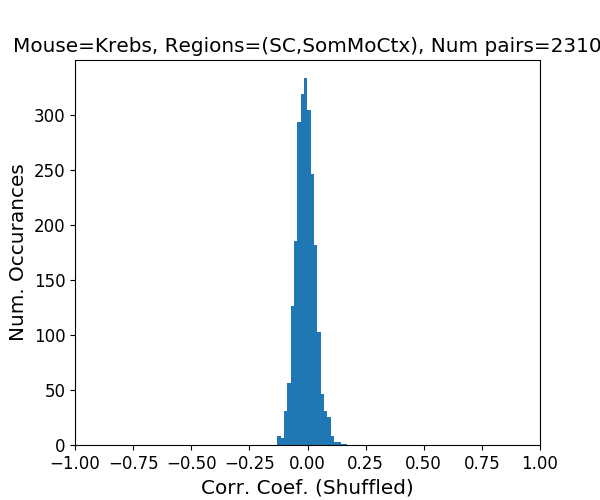 Mouse=Krebs, Regions=(SC,SomMoCtx), Num pairs=2310
Num. Occurances
300
250
200
150
100
50
0
−1.00 −0.75 −0.50 −0.25 0.00 0.25 0.50 0.75 1.00
Corr. Coef. (Shuffled)